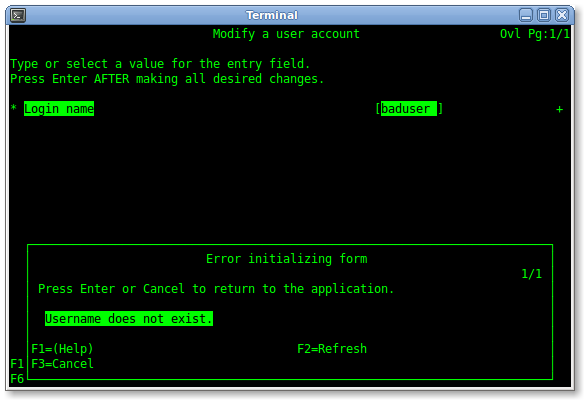 Terminal
Modify a user account Ovl Pg:1/1
Type or select a value for the entry field.
Press Enter AFTER making all desired changes.
* Login name [baduser ] +
Error initializing form
1/1
Press Enter or Cancel to return to the application.
Username does not exist.
F1=(Help) F2=Refresh
F1 F3=Cancel
F6